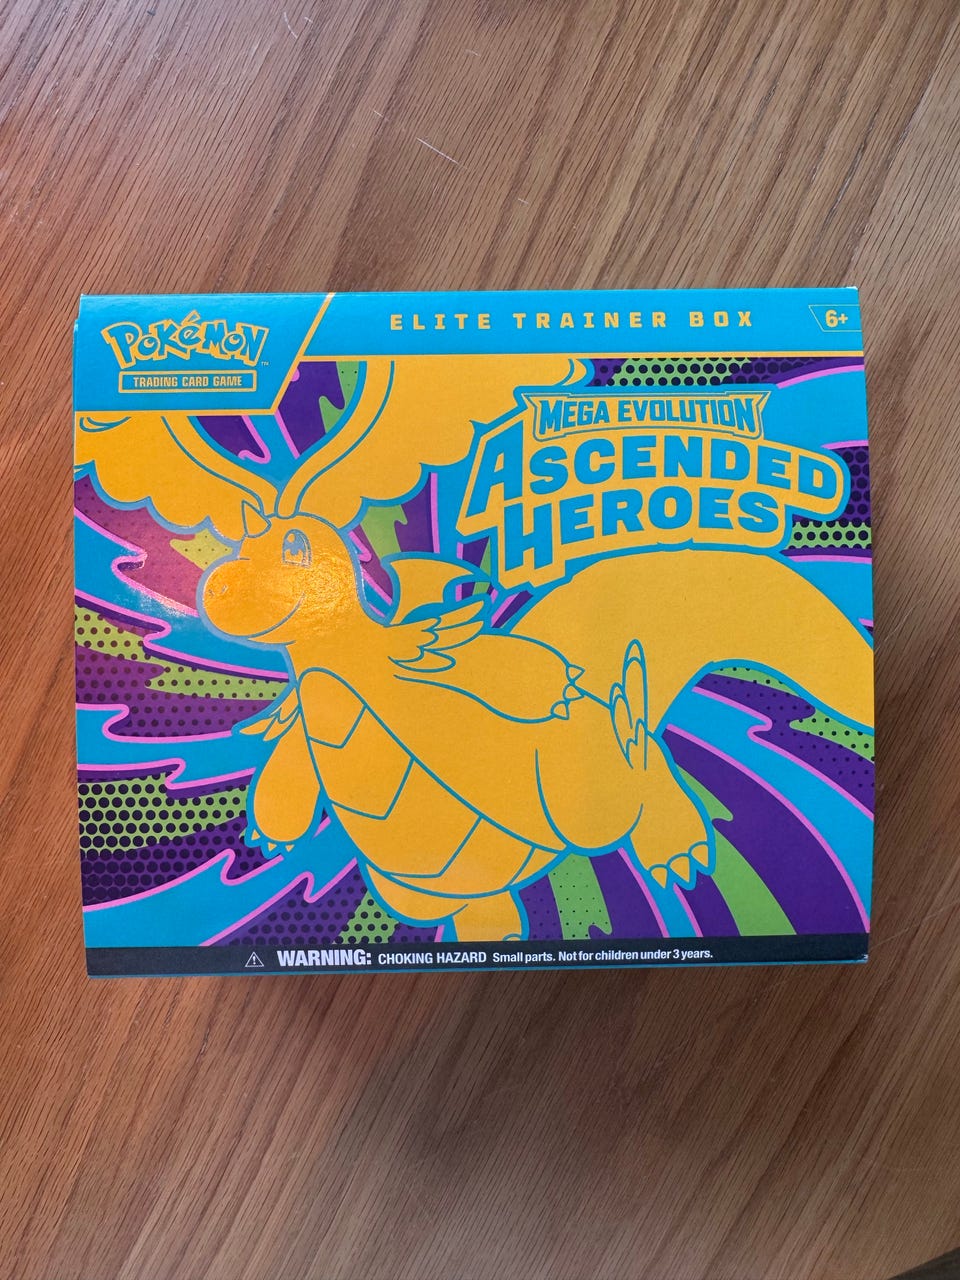 POKéMON™
TRADING CARD GAME
ELITE TRAINER BOX
6+
MEGA EVOLUTION
ASCENDED
HEROES
WARNING: CHOKING HAZARD Small parts. Not for children under 3 years.